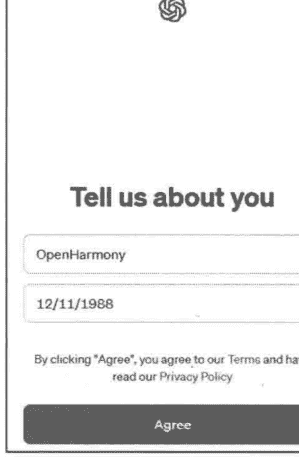 Tell us about you
OpenHarmony
12/11/1988
By clicking "Agree", you agree to our Terms and hav
read our Privacy Policy
Agree